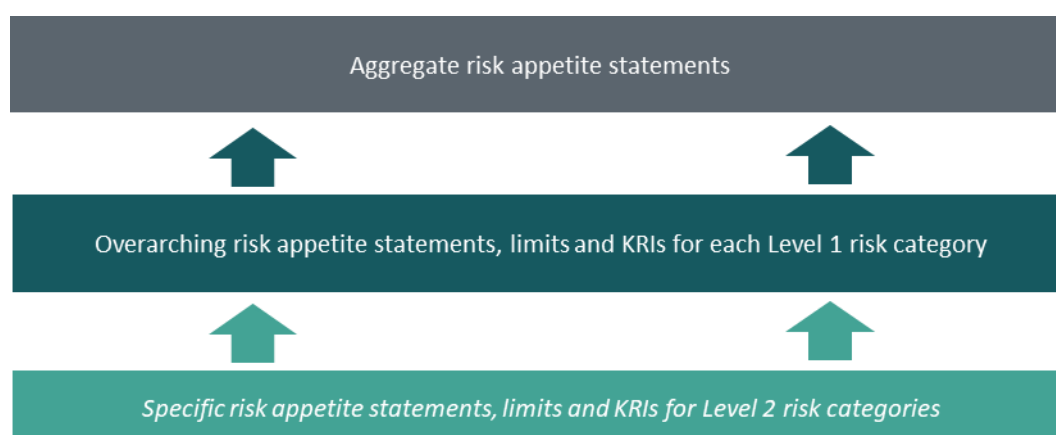 Aggregate risk appetite statements
Overarching risk appetite statements, limits and KRIs for each Level 1 risk category
Specific risk appetite statements, limits and KRIs for Level 2 risk categories